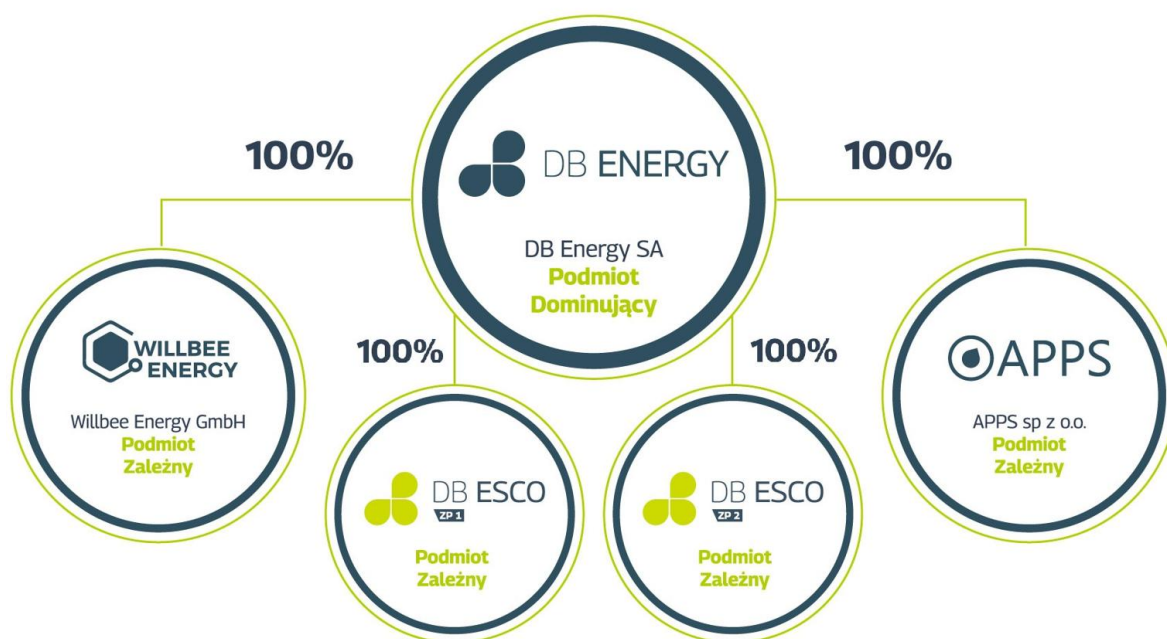 DB ENERGY
DB Energy SA
Podmiot
Dominujący
100%
100%
100%
100%
WILLBEE
ENERGY
Willbee Energy GmbH
Podmiot
Zależny
DB ESCO
ZP 1
Podmiot
Zależny
DB ESCO
ZP 2
Podmiot
Zależny
APPS
APPS sp z o.o.
Podmiot
Zależny